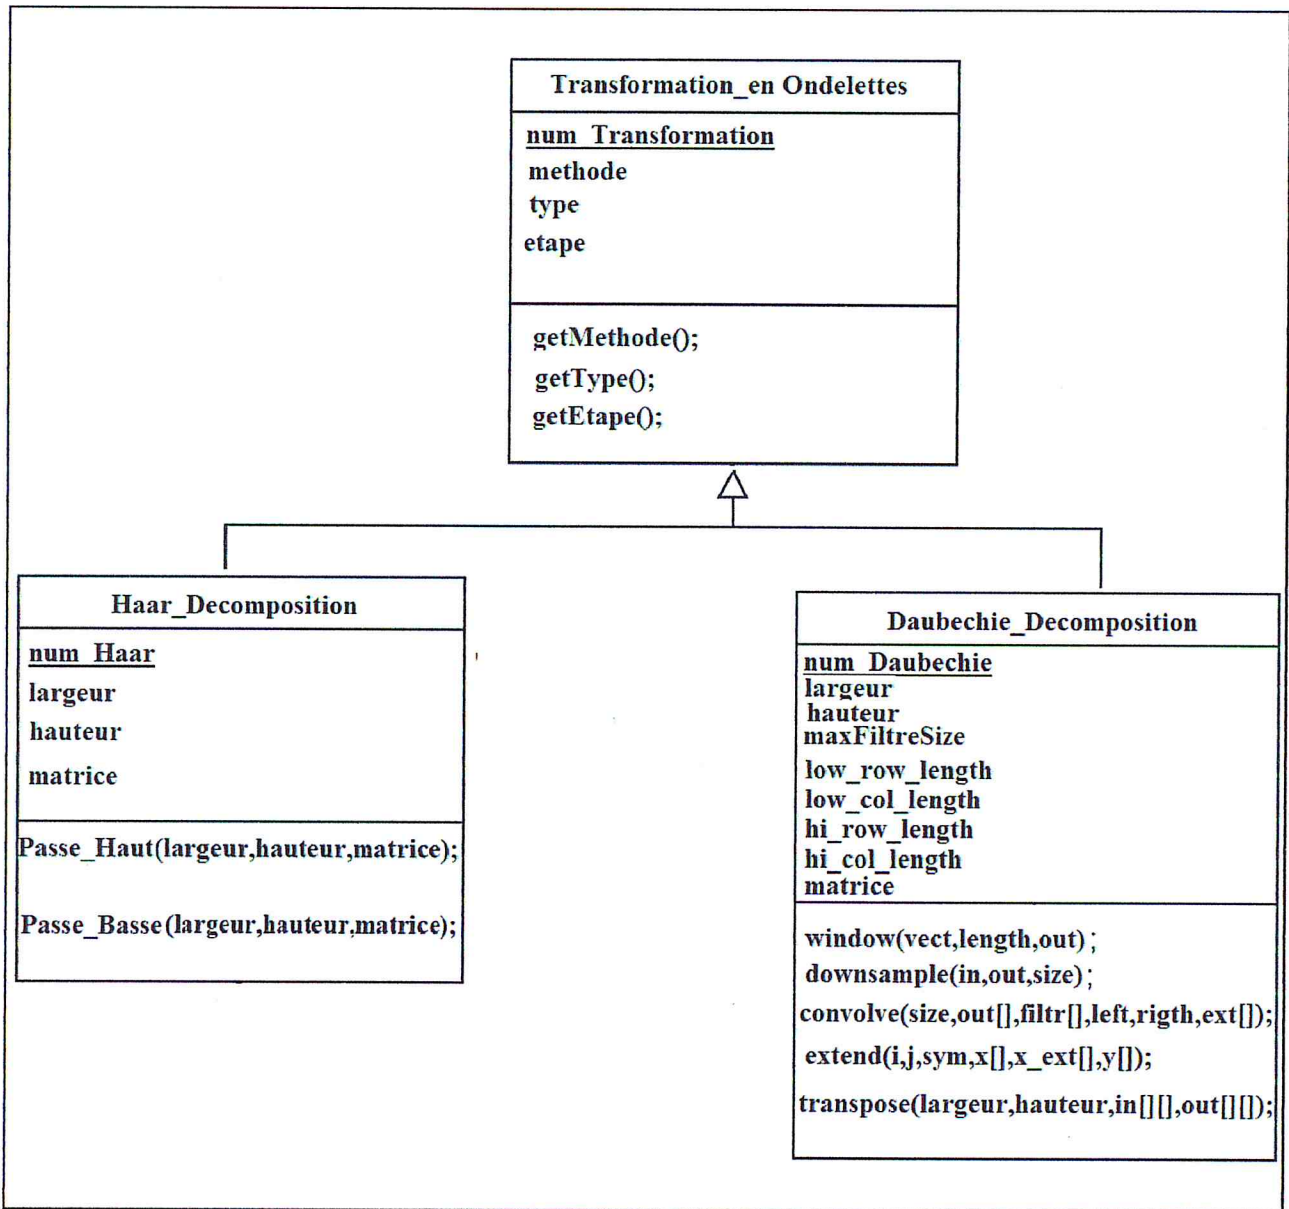 Transformation_en Ondelettes
num_Transformation
methode
type
etape
getMethode();
getType();
getEtape();
Haar_Decomposition
num_Haar
largeur
hauteur
matrice
Passe_Haut(largeur,hauteur,matrice);
Passe_Basse(largeur,hauteur,matrice);
Daubechie_Decomposition
num_Daubechie
largeur
hauteur
maxFiltreSize
low_row_length
low_col_length
hi_row_length
hi_col_length
matrice
window(vect,length,out);
downsample(in,out,size);
convolve(size,out[],filtr[],left,rigth,ext[]);
extend(i,j,sym,x[],x_ext[],y[]);
transpose(largeur,hauteur,in[][],out[][]);